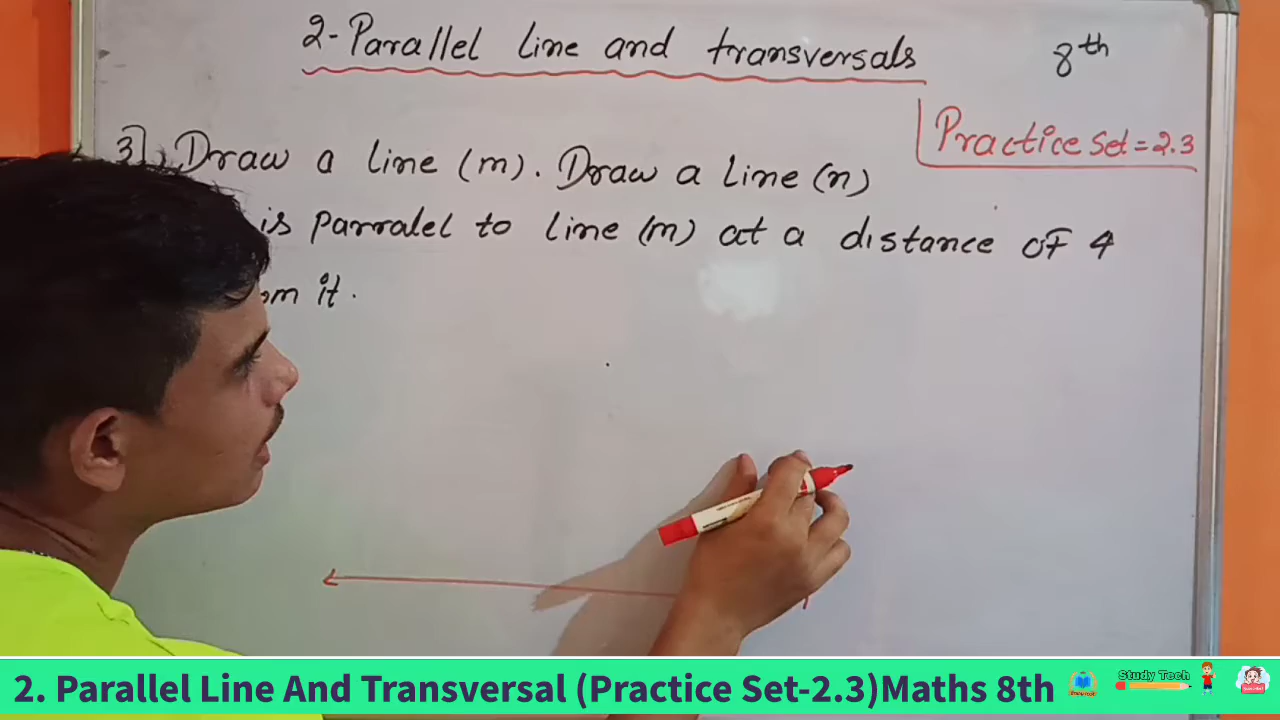 2-Parallel line and transversals
8th
Practice Set = 2.3
3] Draw a line (m). Draw a line (n)
is parralel to line (m) at a distance of 4
om it.
2. Parallel Line And Transversal (Practice Set-2.3)Maths 8th
Study Tech